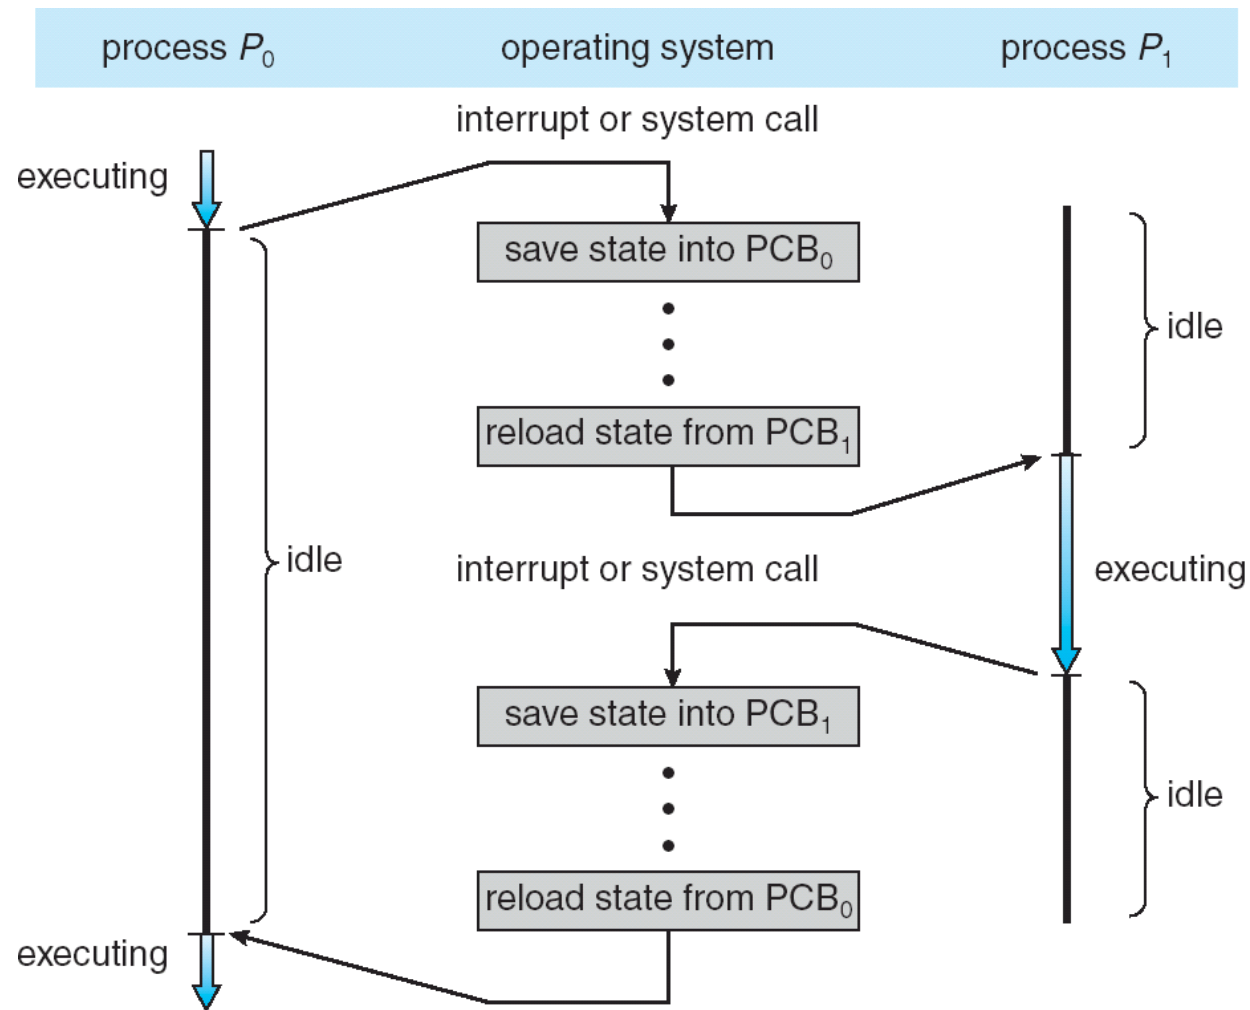 process P₀ operating system process P₁
interrupt or system call
executing
save state into PCB₀
idle
reload state from PCB₁
idle
interrupt or system call
executing
save state into PCB₁
idle
reload state from PCB₀
executing